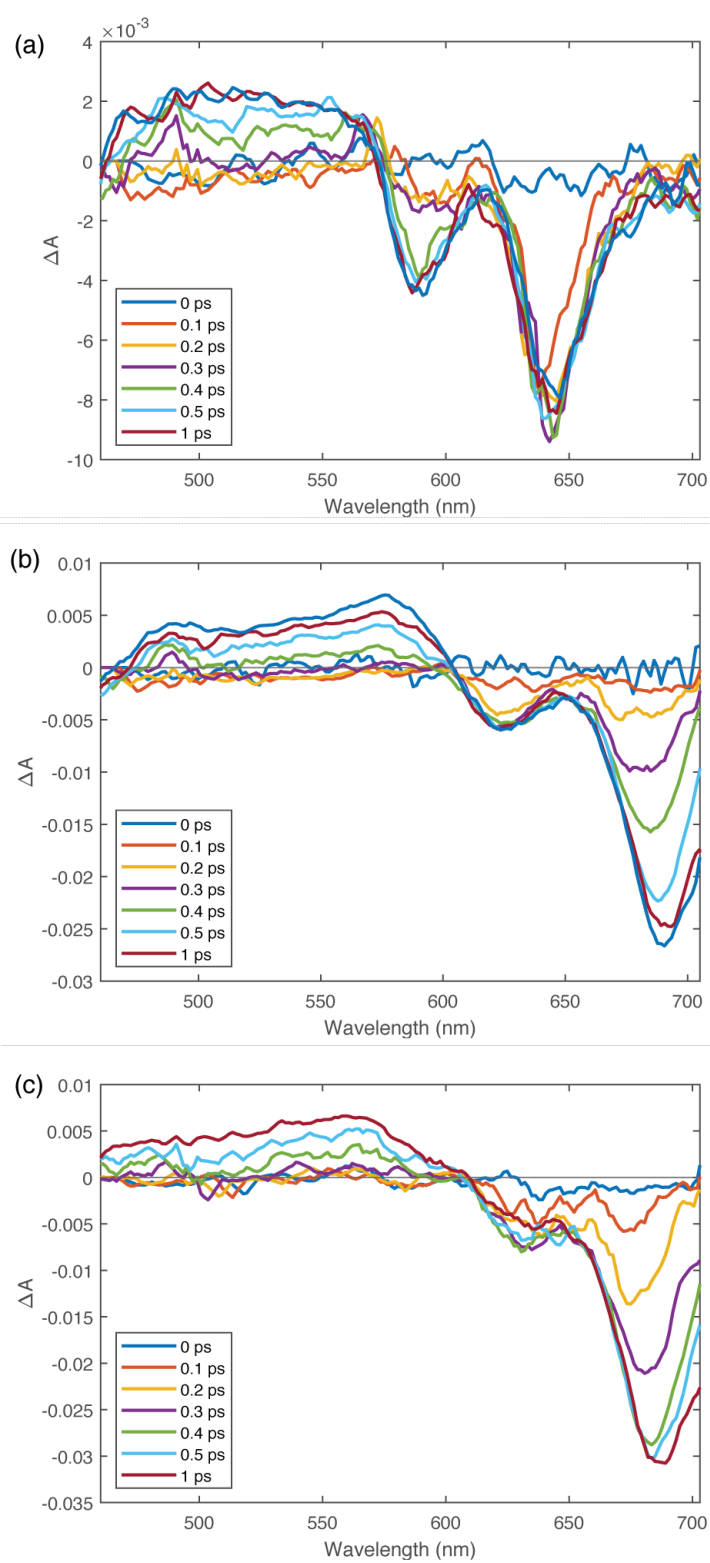 (a)
×10⁻³
4
2
0
-2
-4
-6
-8
-10
ΔA
0 ps
0.1 ps
0.2 ps
0.3 ps
0.4 ps
0.5 ps
1 ps
500 550 600 650 700
Wavelength (nm)
(b)
0.01
0.005
0
-0.005
-0.01
-0.015
-0.02
-0.025
-0.03
ΔA
0 ps
0.1 ps
0.2 ps
0.3 ps
0.4 ps
0.5 ps
1 ps
500 550 600 650 700
Wavelength (nm)
(c)
0.01
0.005
0
-0.005
-0.01
-0.015
-0.02
-0.025
-0.03
-0.035
ΔA
0 ps
0.1 ps
0.2 ps
0.3 ps
0.4 ps
0.5 ps
1 ps
500 550 600 650 700
Wavelength (nm)